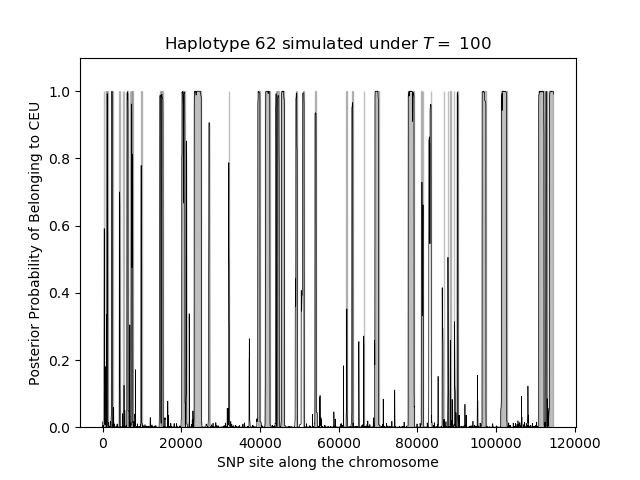 Haplotype 62 simulated under T = 100
Posterior Probability of Belonging to CEU
1.0
0.8
0.6
0.4
0.2
0.0
0 20000 40000 60000 80000 100000 120000
SNP site along the chromosome